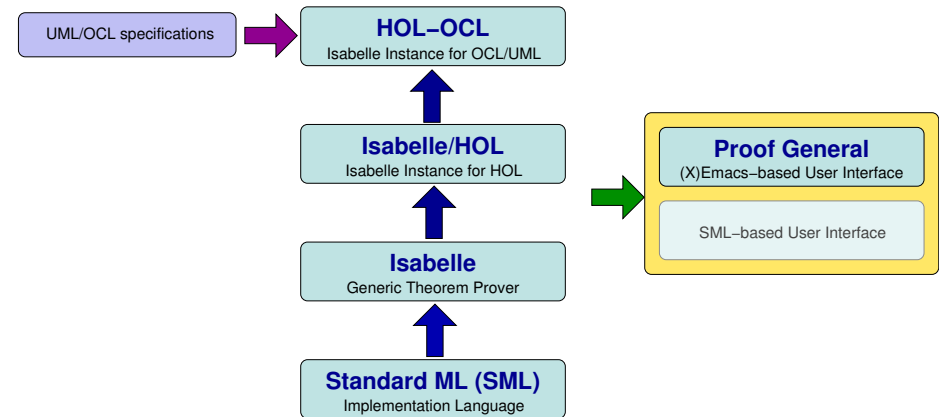 UML/OCL specifications
HOL−OCL
Isabelle Instance for OCL/UML
Isabelle/HOL
Isabelle Instance for HOL
Proof General
(X)Emacs−based User Interface
SML−based User Interface
Isabelle
Generic Theorem Prover
Standard ML (SML)
Implementation Language